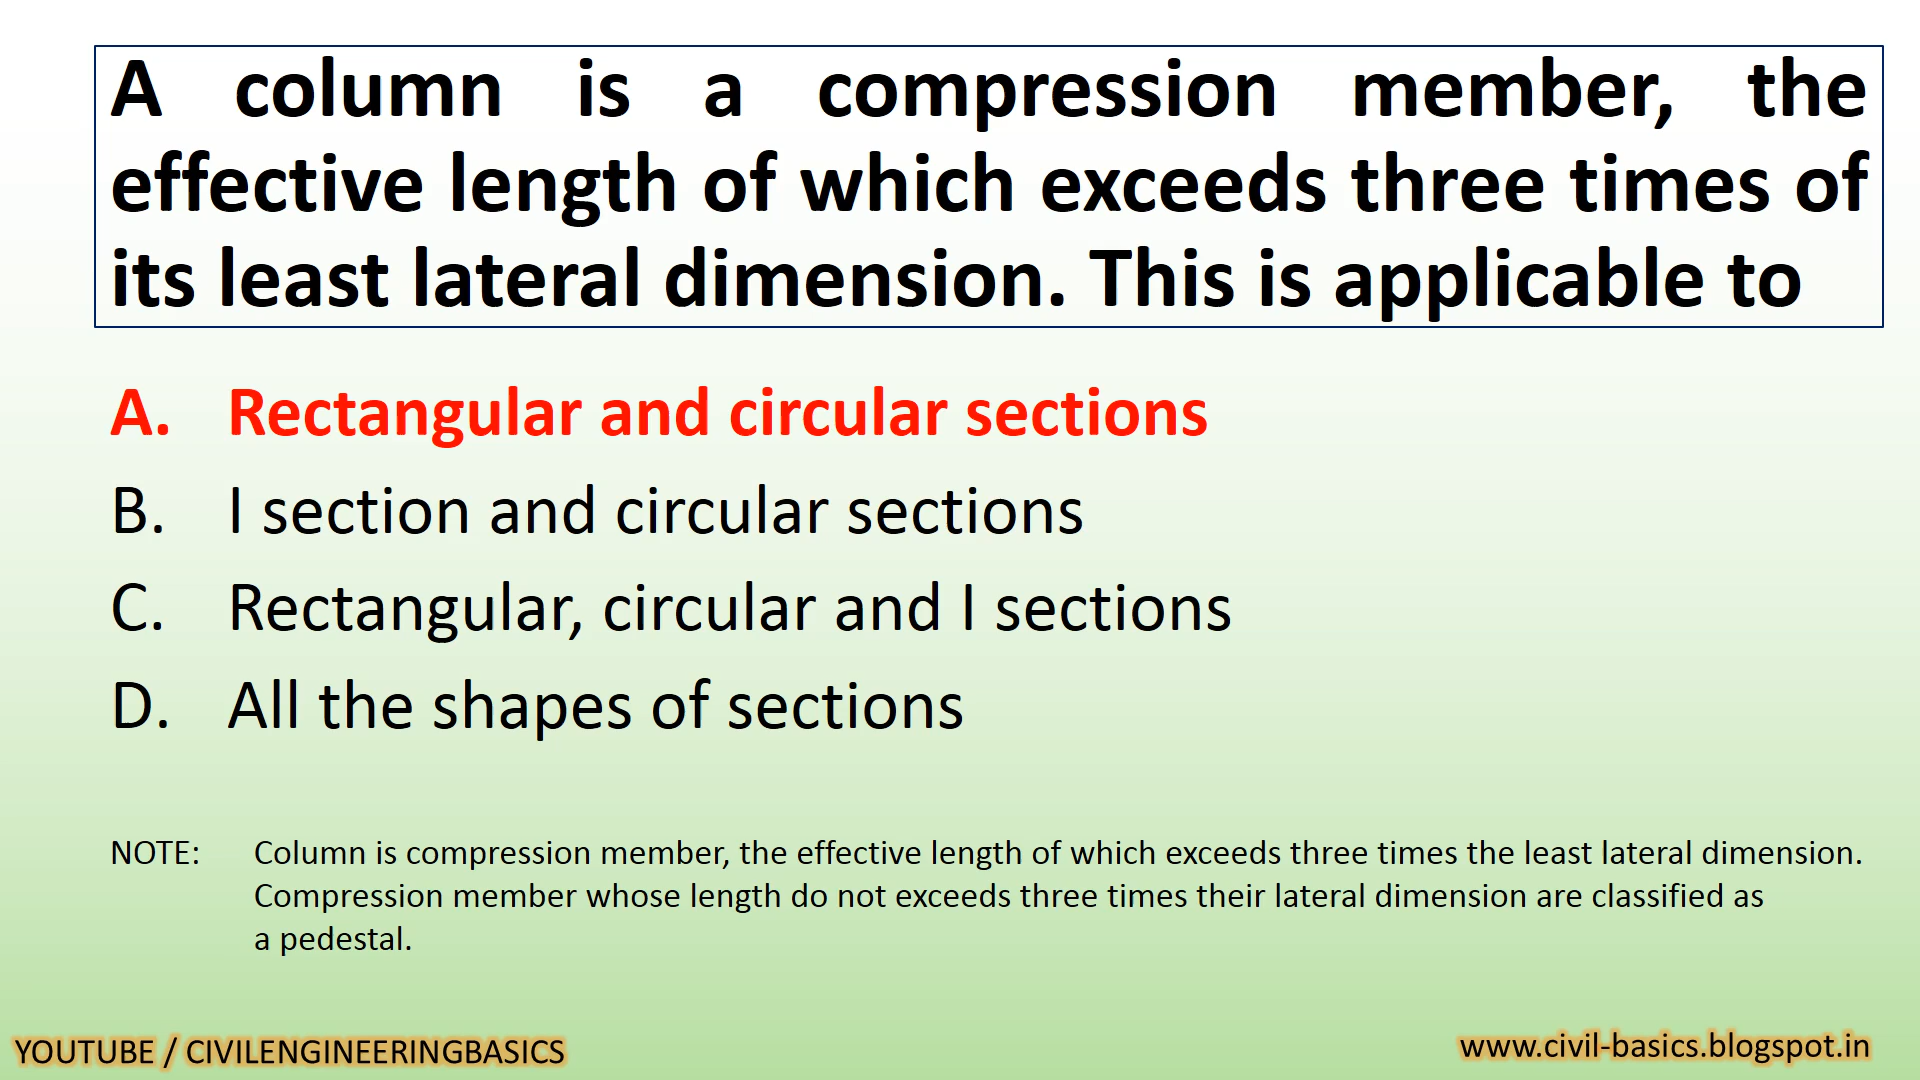 A column is a compression member, the
effective length of which exceeds three times of
its least lateral dimension. This is applicable to
A. Rectangular and circular sections
B. I section and circular sections
C. Rectangular, circular and I sections
D. All the shapes of sections
NOTE: Column is compression member, the effective length of which exceeds three times the least lateral dimension.
Compression member whose length do not exceeds three times their lateral dimension are classified as
a pedestal.
YOUTUBE / CIVILENGINEERINGBASICS
www.civil-basics.blogspot.in